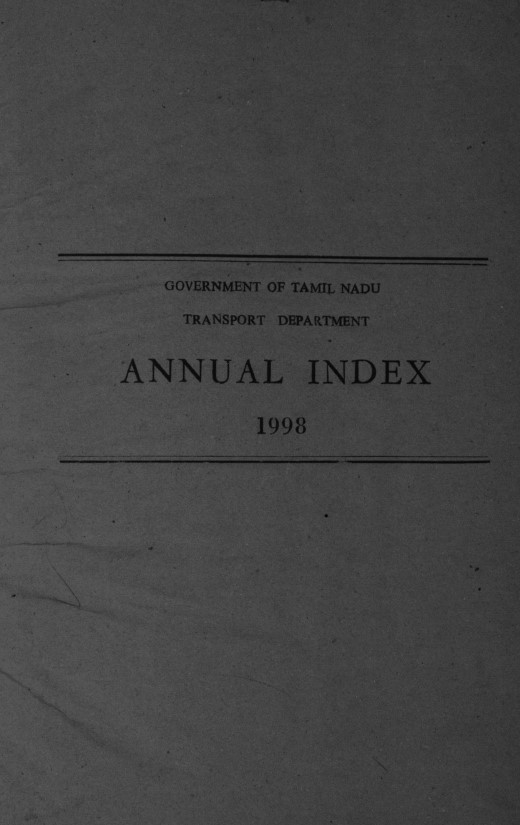 GOVERNMENT OF TAMIL NADU
TRANSPORT DEPARTMENT
ANNUAL INDEX
1998